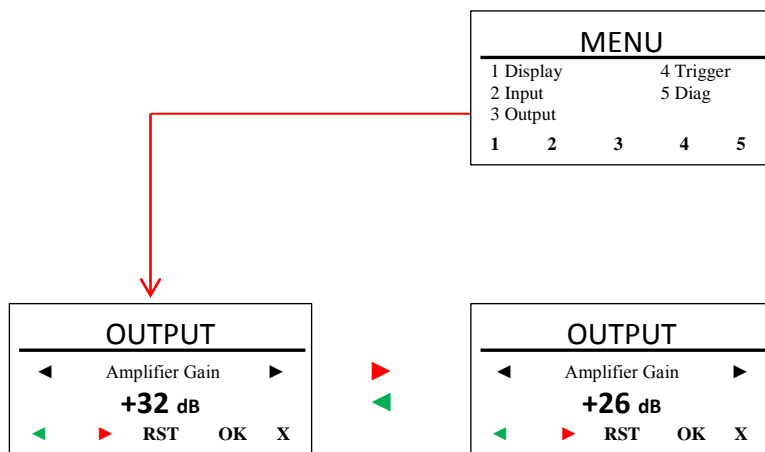 MENU
1 Display 4 Trigger
2 Input 5 Diag
3 Output
1 2 3 4 5
OUTPUT
◄ Amplifier Gain ►
+32 dB
◄ ► RST OK X
►
◄
OUTPUT
◄ Amplifier Gain ►
+26 dB
◄ ► RST OK X